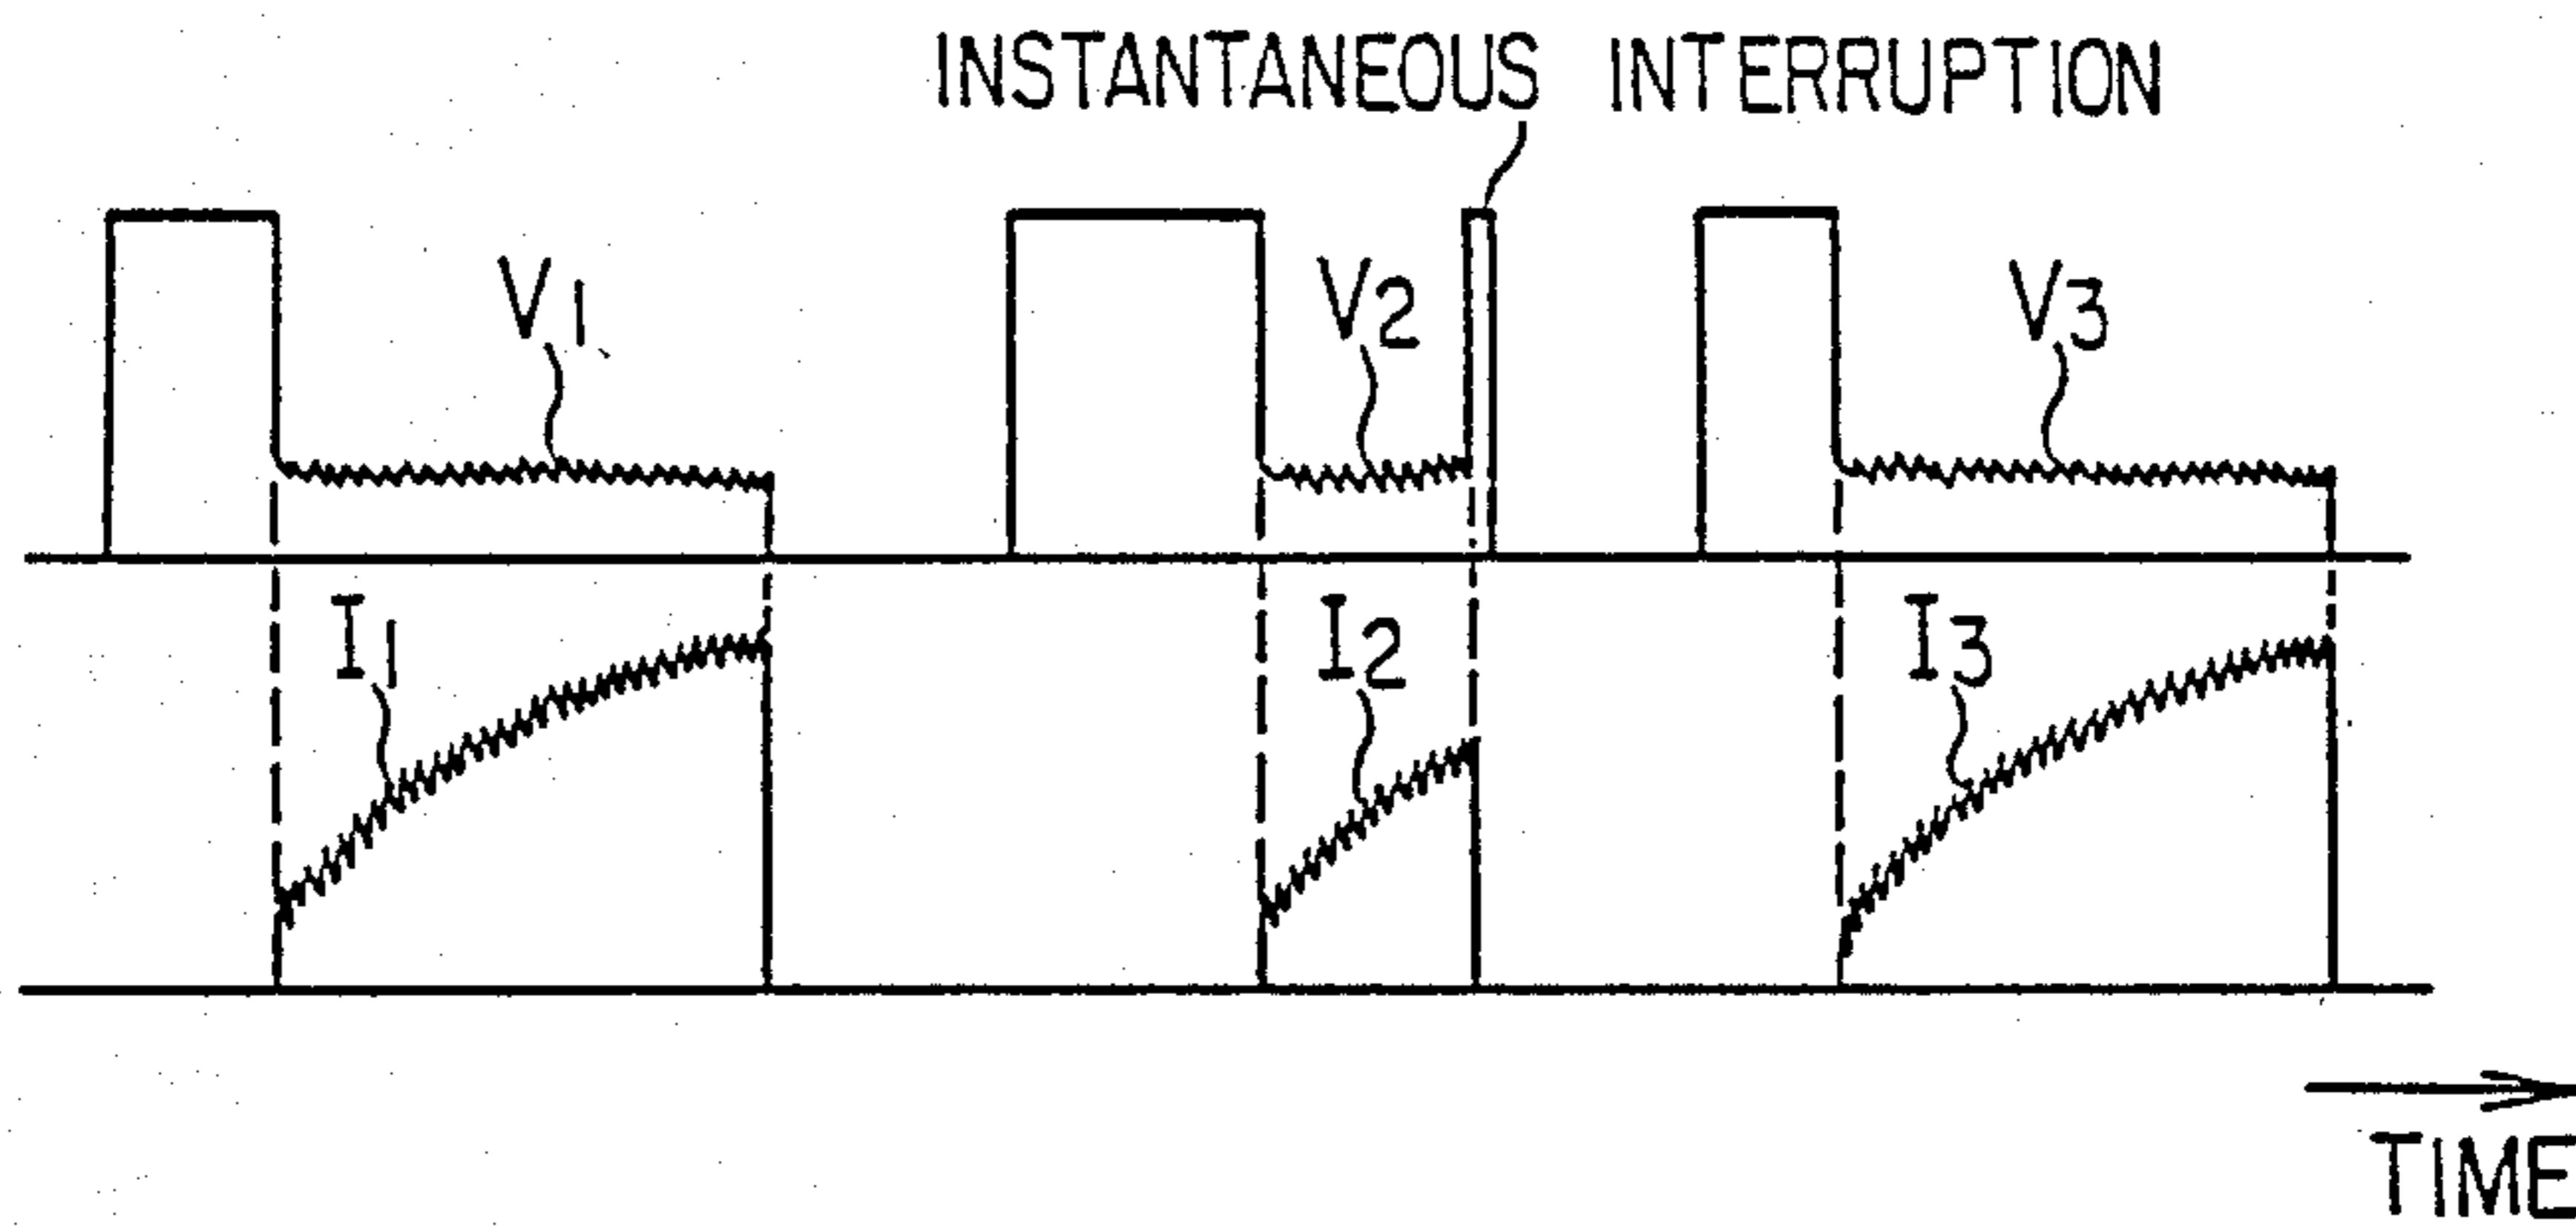 INSTANTANEOUS INTERRUPTION
V1 V2 V3
I1 I2 I3
TIME